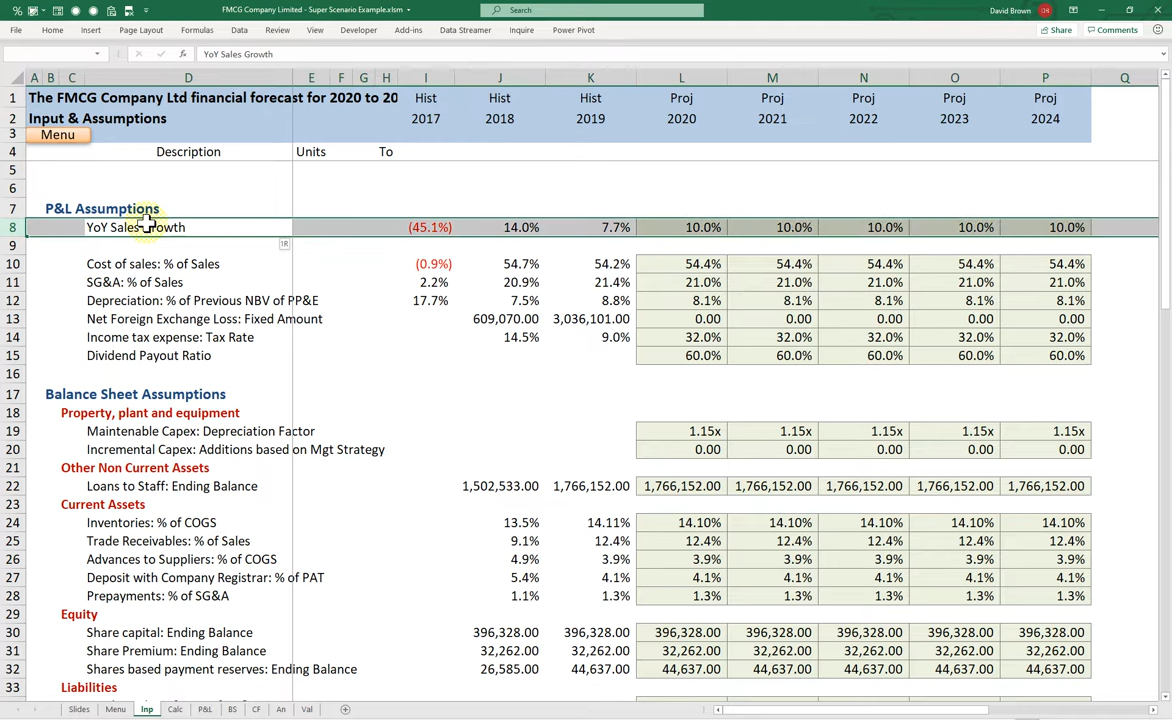 FMCG Company Limited - Super Scenario Example.xlsm
Search
David Brown
DB
File Home Insert Page Layout Formulas Data Review View Developer Add-ins Data Streamer Inquire Power Pivot
Share
Comments
fx YoY Sales Growth
A B C D E F G H I J K L M N O P Q
1 The FMCG Company Ltd financial forecast for 2020 to 20 Hist Hist Hist Proj Proj Proj Proj Proj
2 Input & Assumptions 2017 2018 2019 2020 2021 2022 2023 2024
3 Menu
4 Description Units To
5
6
7 P&L Assumptions
8 YoY Sales Growth (45.1%) 14.0% 7.7% 10.0% 10.0% 10.0% 10.0% 10.0%
1R
9
10 Cost of sales: % of Sales (0.9%) 54.7% 54.2% 54.4% 54.4% 54.4% 54.4% 54.4%
11 SG&A: % of Sales 2.2% 20.9% 21.4% 21.0% 21.0% 21.0% 21.0% 21.0%
12 Depreciation: % of Previous NBV of PP&E 17.7% 7.5% 8.8% 8.1% 8.1% 8.1% 8.1% 8.1%
13 Net Foreign Exchange Loss: Fixed Amount 609,070.00 3,036,101.00 0.00 0.00 0.00 0.00 0.00
14 Income tax expense: Tax Rate 14.5% 9.0% 32.0% 32.0% 32.0% 32.0% 32.0%
15 Dividend Payout Ratio 60.0% 60.0% 60.0% 60.0% 60.0%
16
17 Balance Sheet Assumptions
18 Property, plant and equipment
19 Maintenable Capex: Depreciation Factor 1.15x 1.15x 1.15x 1.15x 1.15x
20 Incremental Capex: Additions based on Mgt Strategy 0.00 0.00 0.00 0.00 0.00
21 Other Non Current Assets
22 Loans to Staff: Ending Balance 1,502,533.00 1,766,152.00 1,766,152.00 1,766,152.00 1,766,152.00 1,766,152.00 1,766,152.00
23 Current Assets
24 Inventories: % of COGS 13.5% 14.11% 14.10% 14.10% 14.10% 14.10% 14.10%
25 Trade Receivables: % of Sales 9.1% 12.4% 12.4% 12.4% 12.4% 12.4% 12.4%
26 Advances to Suppliers: % of COGS 4.9% 3.9% 3.9% 3.9% 3.9% 3.9% 3.9%
27 Deposit with Company Registrar: % of PAT 5.4% 4.1% 4.1% 4.1% 4.1% 4.1% 4.1%
28 Prepayments: % of SG&A 1.1% 1.3% 1.3% 1.3% 1.3% 1.3% 1.3%
29 Equity
30 Share capital: Ending Balance 396,328.00 396,328.00 396,328.00 396,328.00 396,328.00 396,328.00 396,328.00
31 Share Premium: Ending Balance 32,262.00 32,262.00 32,262.00 32,262.00 32,262.00 32,262.00 32,262.00
32 Shares based payment reserves: Ending Balance 26,585.00 44,637.00 44,637.00 44,637.00 44,637.00 44,637.00 44,637.00
33 Liabilities
Slides Menu Inp Calc P&L BS CF An Val